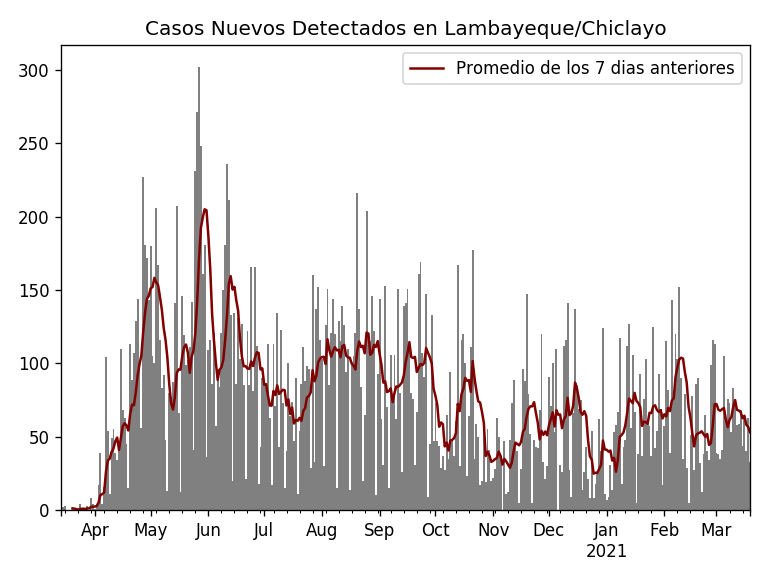 Casos Nuevos Detectados en Lambayeque/Chiclayo
Promedio de los 7 dias anteriores
300
250
200
150
100
50
0
Apr May Jun Jul Aug Sep Oct Nov Dec Jan Feb Mar
2021